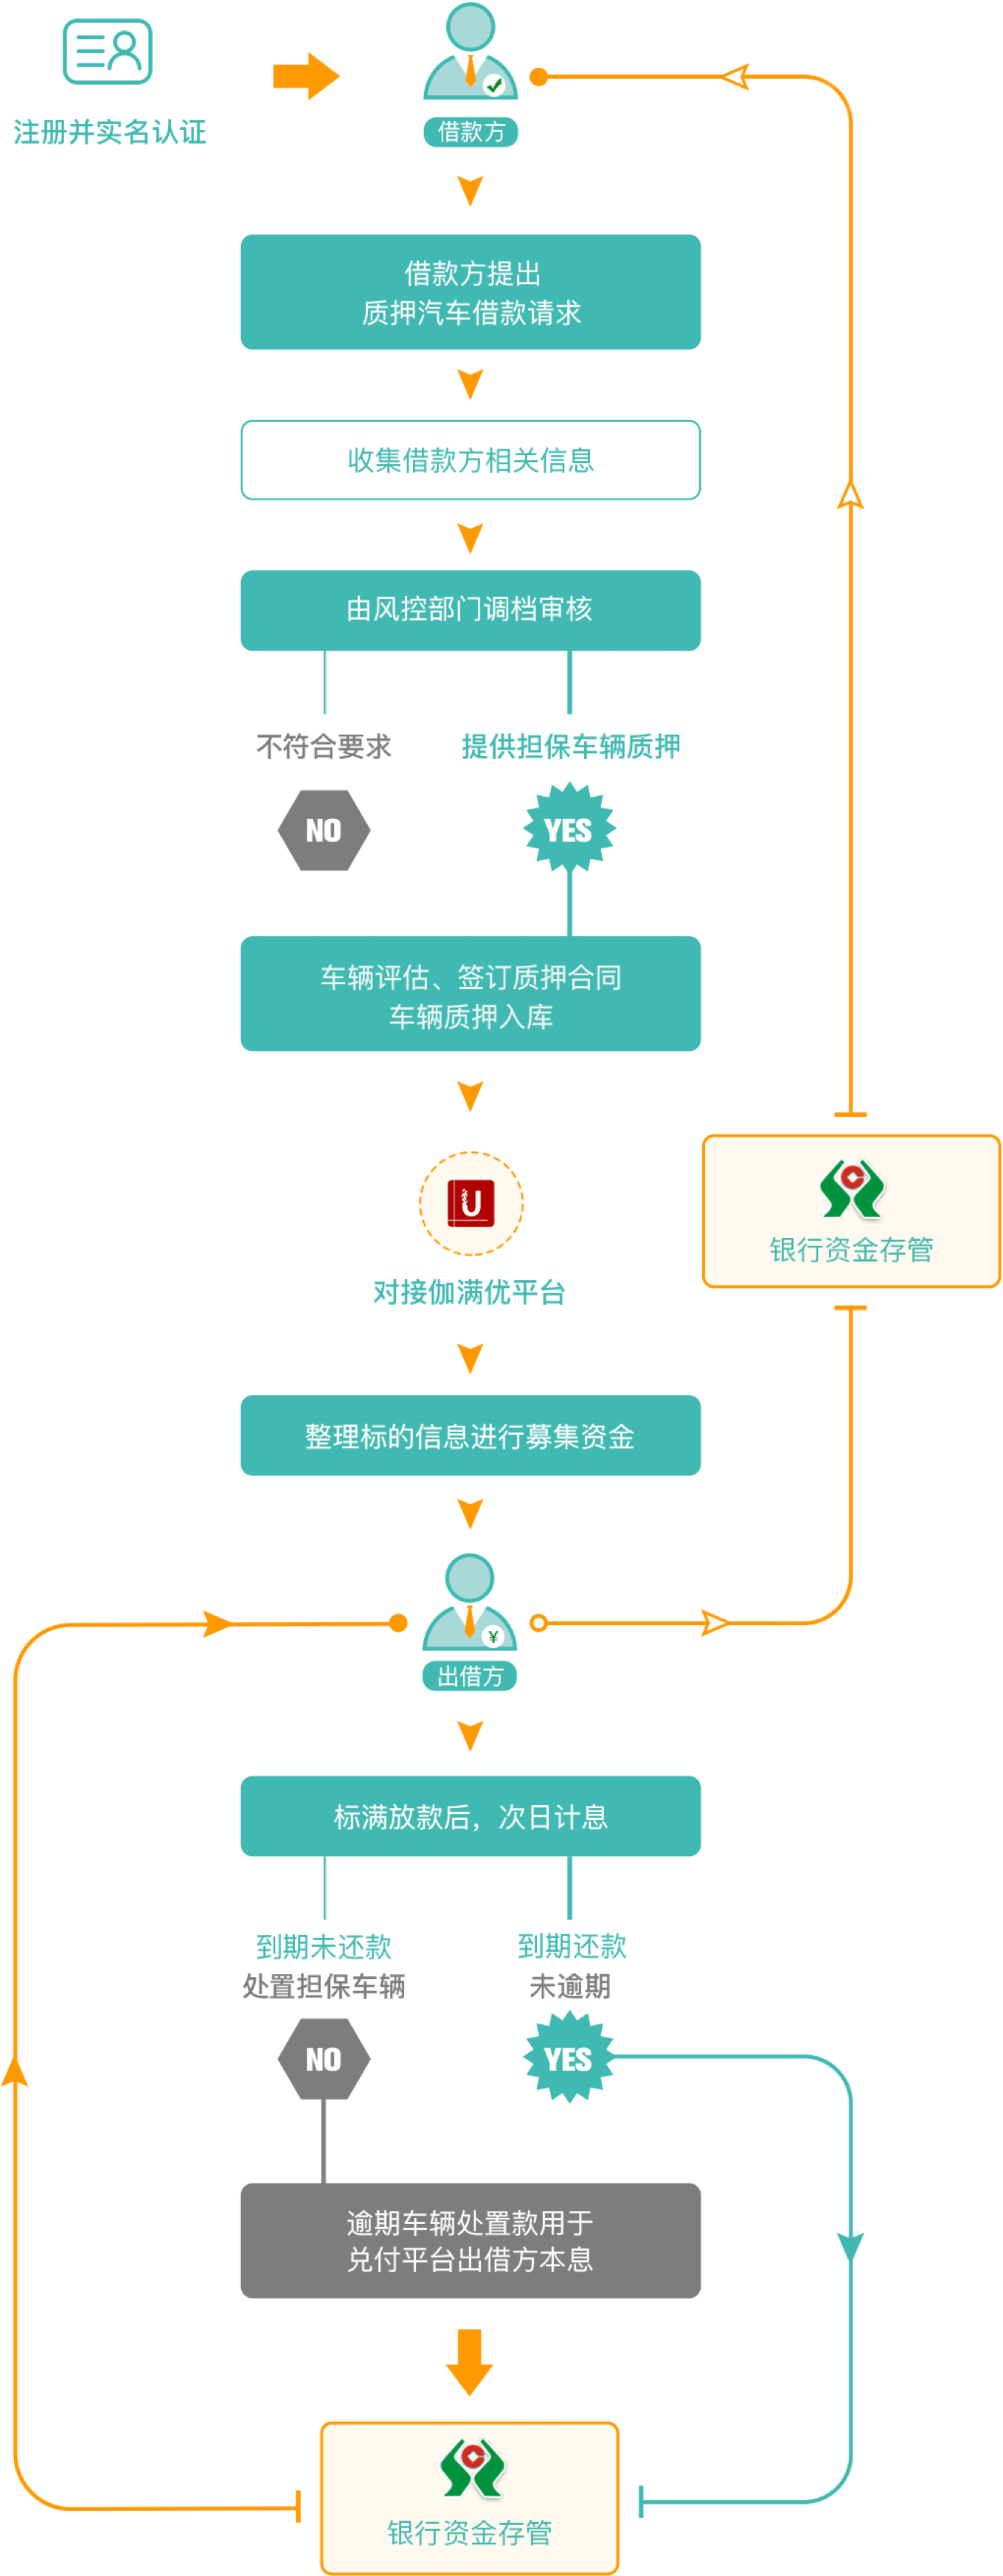 注册并实名认证
借款方
借款方提出
质押汽车借款请求
收集借款方相关信息
由风控部门调档审核
不符合要求
提供担保车辆质押
NO
YES
车辆评估、签订质押合同
车辆质押入库
U
银行资金存管
对接伽满优平台
整理标的信息进行募集资金
¥
出借方
标满放款后，次日计息
到期未还款
处置担保车辆
到期还款
未逾期
NO
YES
逾期车辆处置款用于
兑付平台出借方本息
银行资金存管